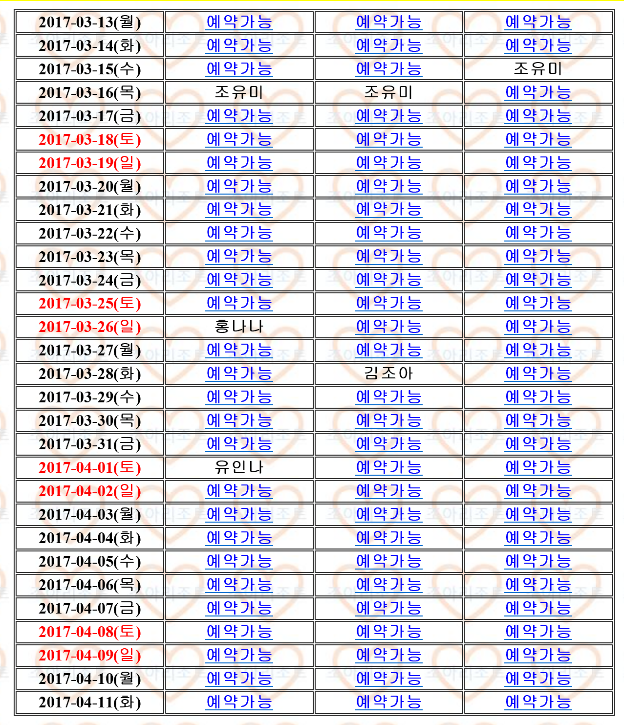 2017-03-13(월) 예약가능 예약가능 예약가능
2017-03-14(화) 예약가능 예약가능 예약가능
2017-03-15(수) 예약가능 예약가능 조유미
2017-03-16(목) 조유미 조유미 예약가능
2017-03-17(금) 예약가능 예약가능 예약가능
2017-03-18(토) 예약가능 예약가능 예약가능
2017-03-19(일) 예약가능 예약가능 예약가능
2017-03-20(월) 예약가능 예약가능 예약가능
2017-03-21(화) 예약가능 예약가능 예약가능
2017-03-22(수) 예약가능 예약가능 예약가능
2017-03-23(목) 예약가능 예약가능 예약가능
2017-03-24(금) 예약가능 예약가능 예약가능
2017-03-25(토) 예약가능 예약가능 예약가능
2017-03-26(일) 홍나나 예약가능 예약가능
2017-03-27(월) 예약가능 예약가능 예약가능
2017-03-28(화) 예약가능 김조아 예약가능
2017-03-29(수) 예약가능 예약가능 예약가능
2017-03-30(목) 예약가능 예약가능 예약가능
2017-03-31(금) 예약가능 예약가능 예약가능
2017-04-01(토) 유인나 예약가능 예약가능
2017-04-02(일) 예약가능 예약가능 예약가능
2017-04-03(월) 예약가능 예약가능 예약가능
2017-04-04(화) 예약가능 예약가능 예약가능
2017-04-05(수) 예약가능 예약가능 예약가능
2017-04-06(목) 예약가능 예약가능 예약가능
2017-04-07(금) 예약가능 예약가능 예약가능
2017-04-08(토) 예약가능 예약가능 예약가능
2017-04-09(일) 예약가능 예약가능 예약가능
2017-04-10(월) 예약가능 예약가능 예약가능
2017-04-11(화) 예약가능 예약가능 예약가능